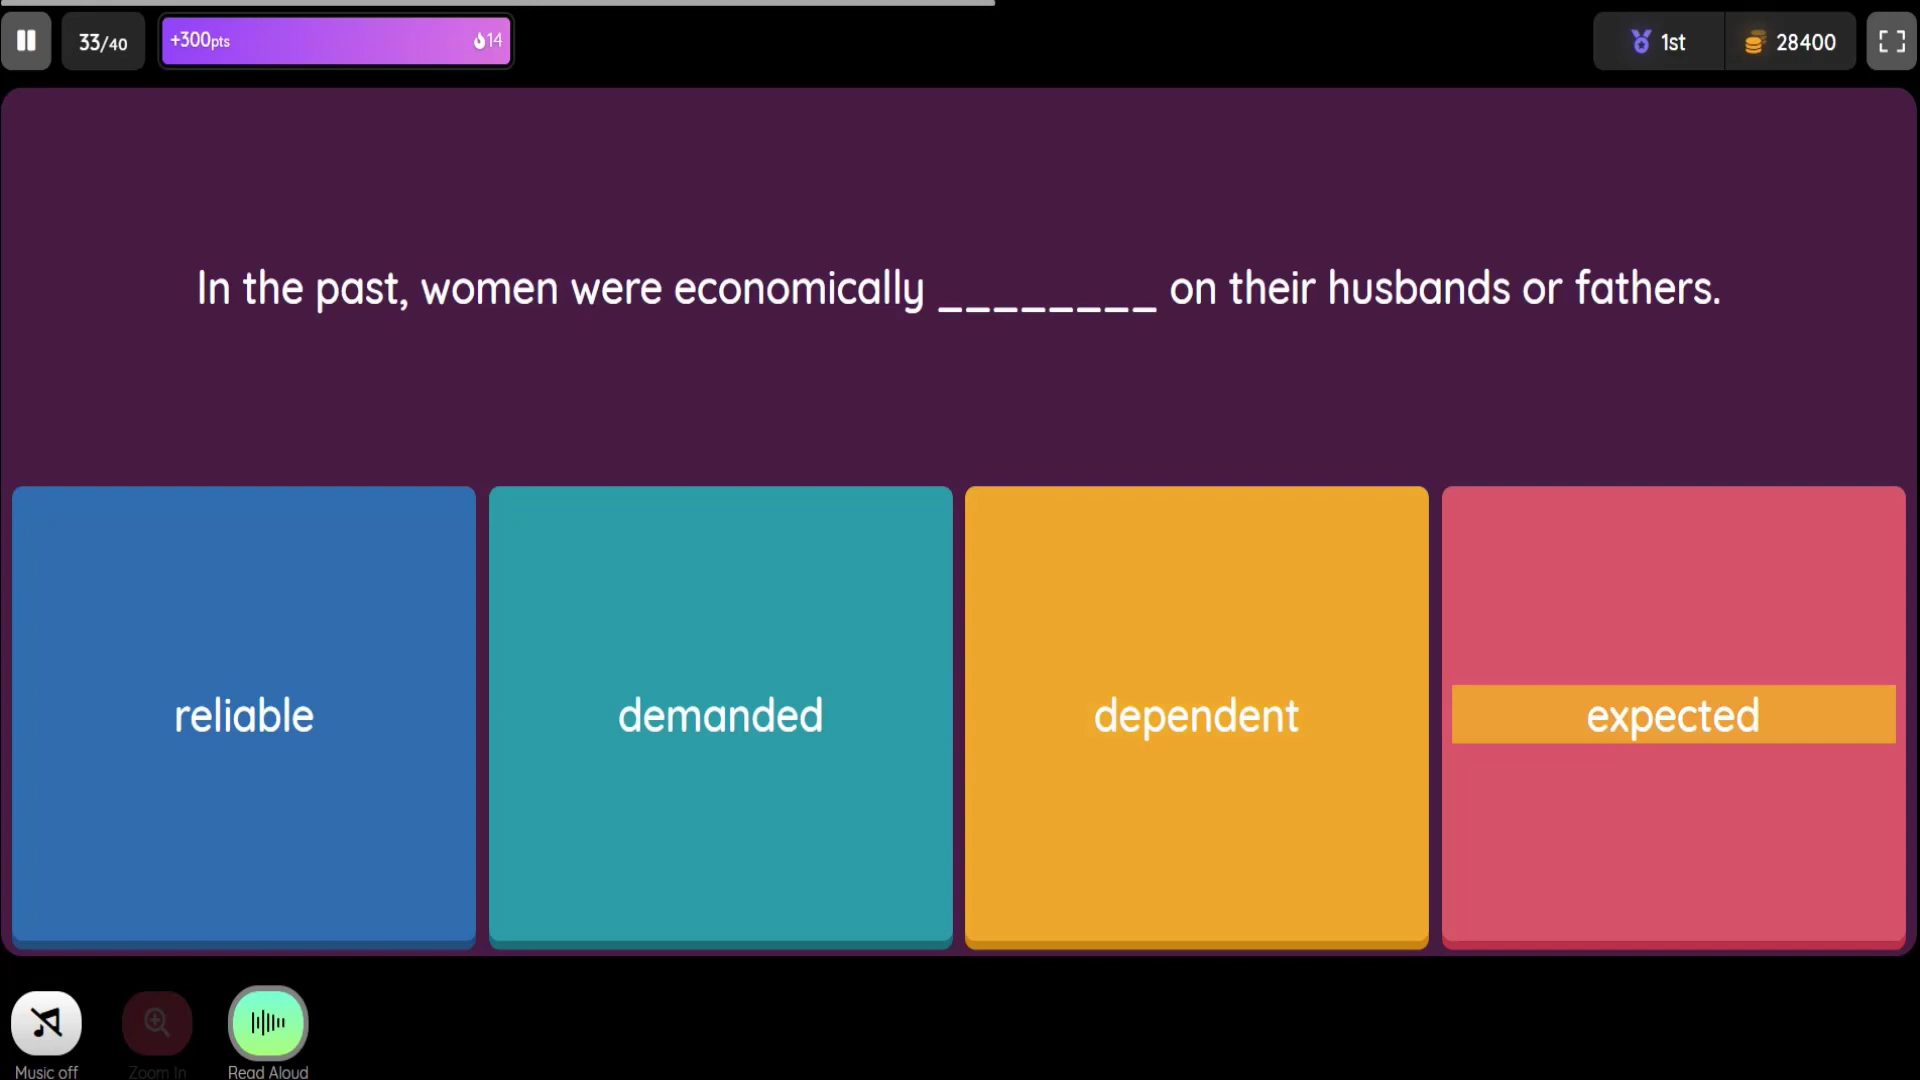 33/40
+300pts
14
1st
28400
In the past, women were economically ________ on their husbands or fathers.
reliable
demanded
dependent
expected
Music off
Zoom In
Read Aloud